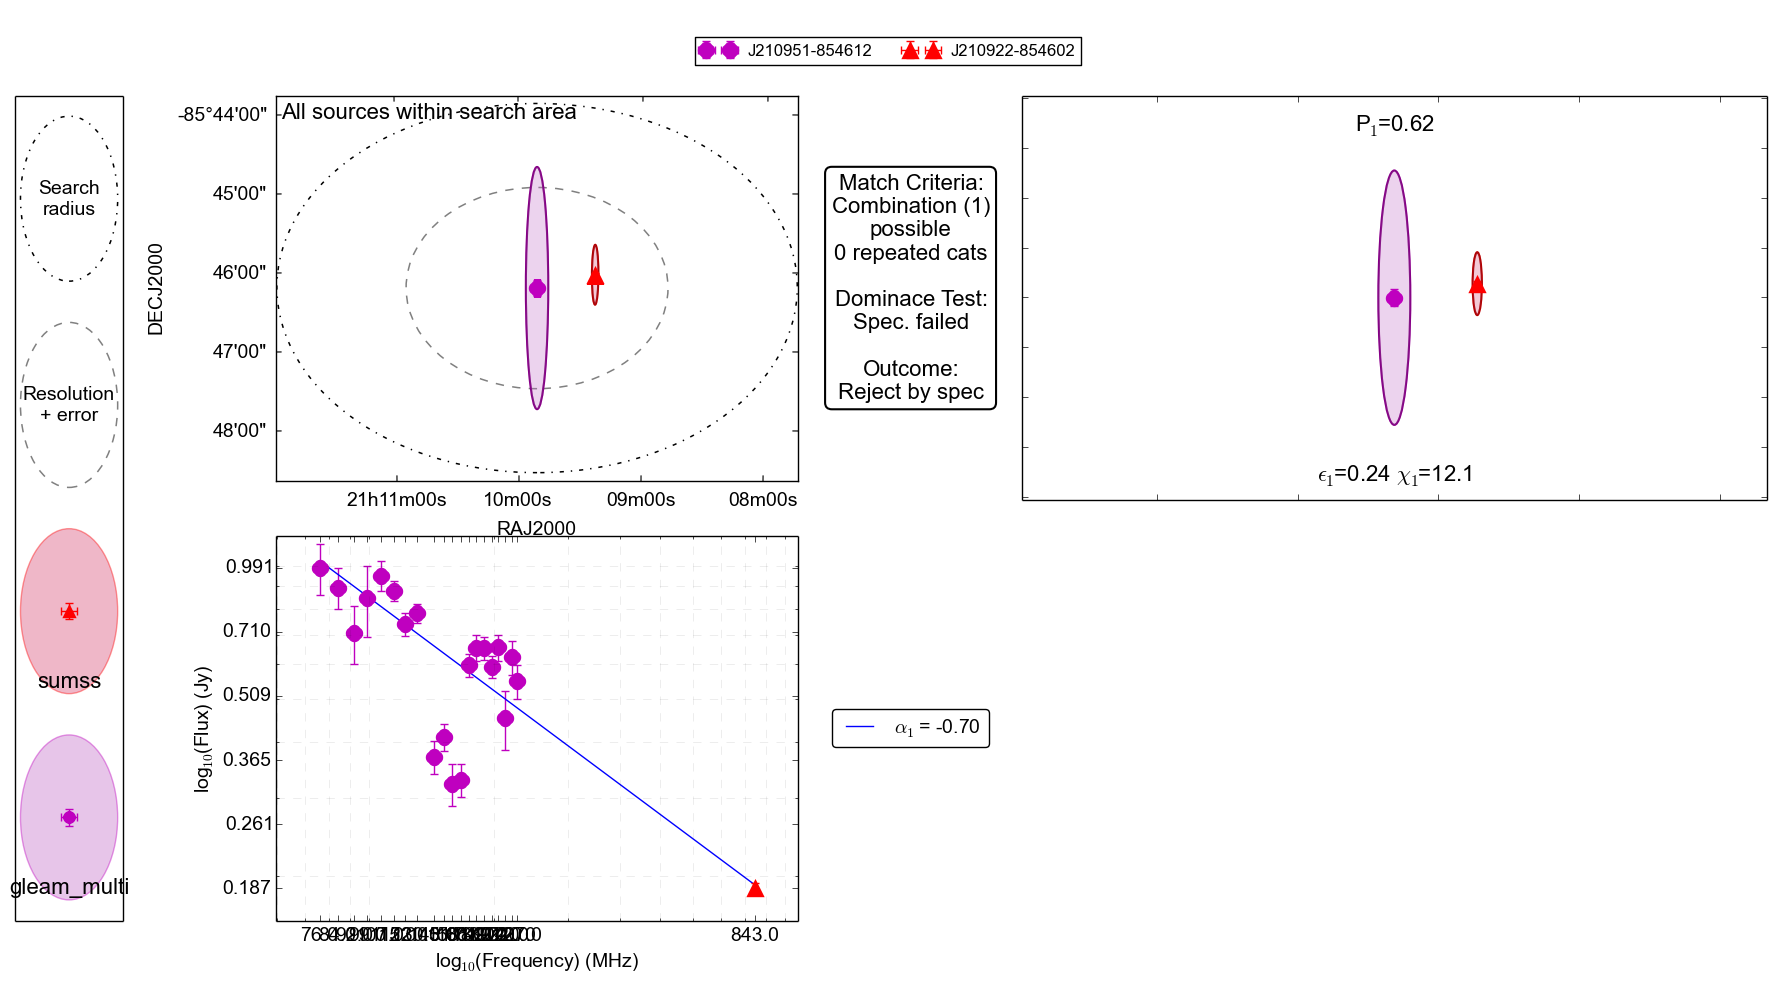 J210951-854612
J210922-854602
Search
radius
Resolution
+ error
sumss
gleam_multi
All sources within search area
-85°44'00"
45'00"
46'00"
47'00"
48'00"
DECJ2000
21h11m00s
10m00s
09m00s
08m00s
RAJ2000
Match Criteria:
Combination (1)
possible
0 repeated cats
Dominace Test:
Spec. failed
Outcome:
Reject by spec
P1=0.62
ϵ1=0.24 χ1=12.1
0.991
0.710
0.509
0.365
0.261
0.187
log10(Flux) (Jy)
843.0
log10(Frequency) (MHz)
α1 = -0.70